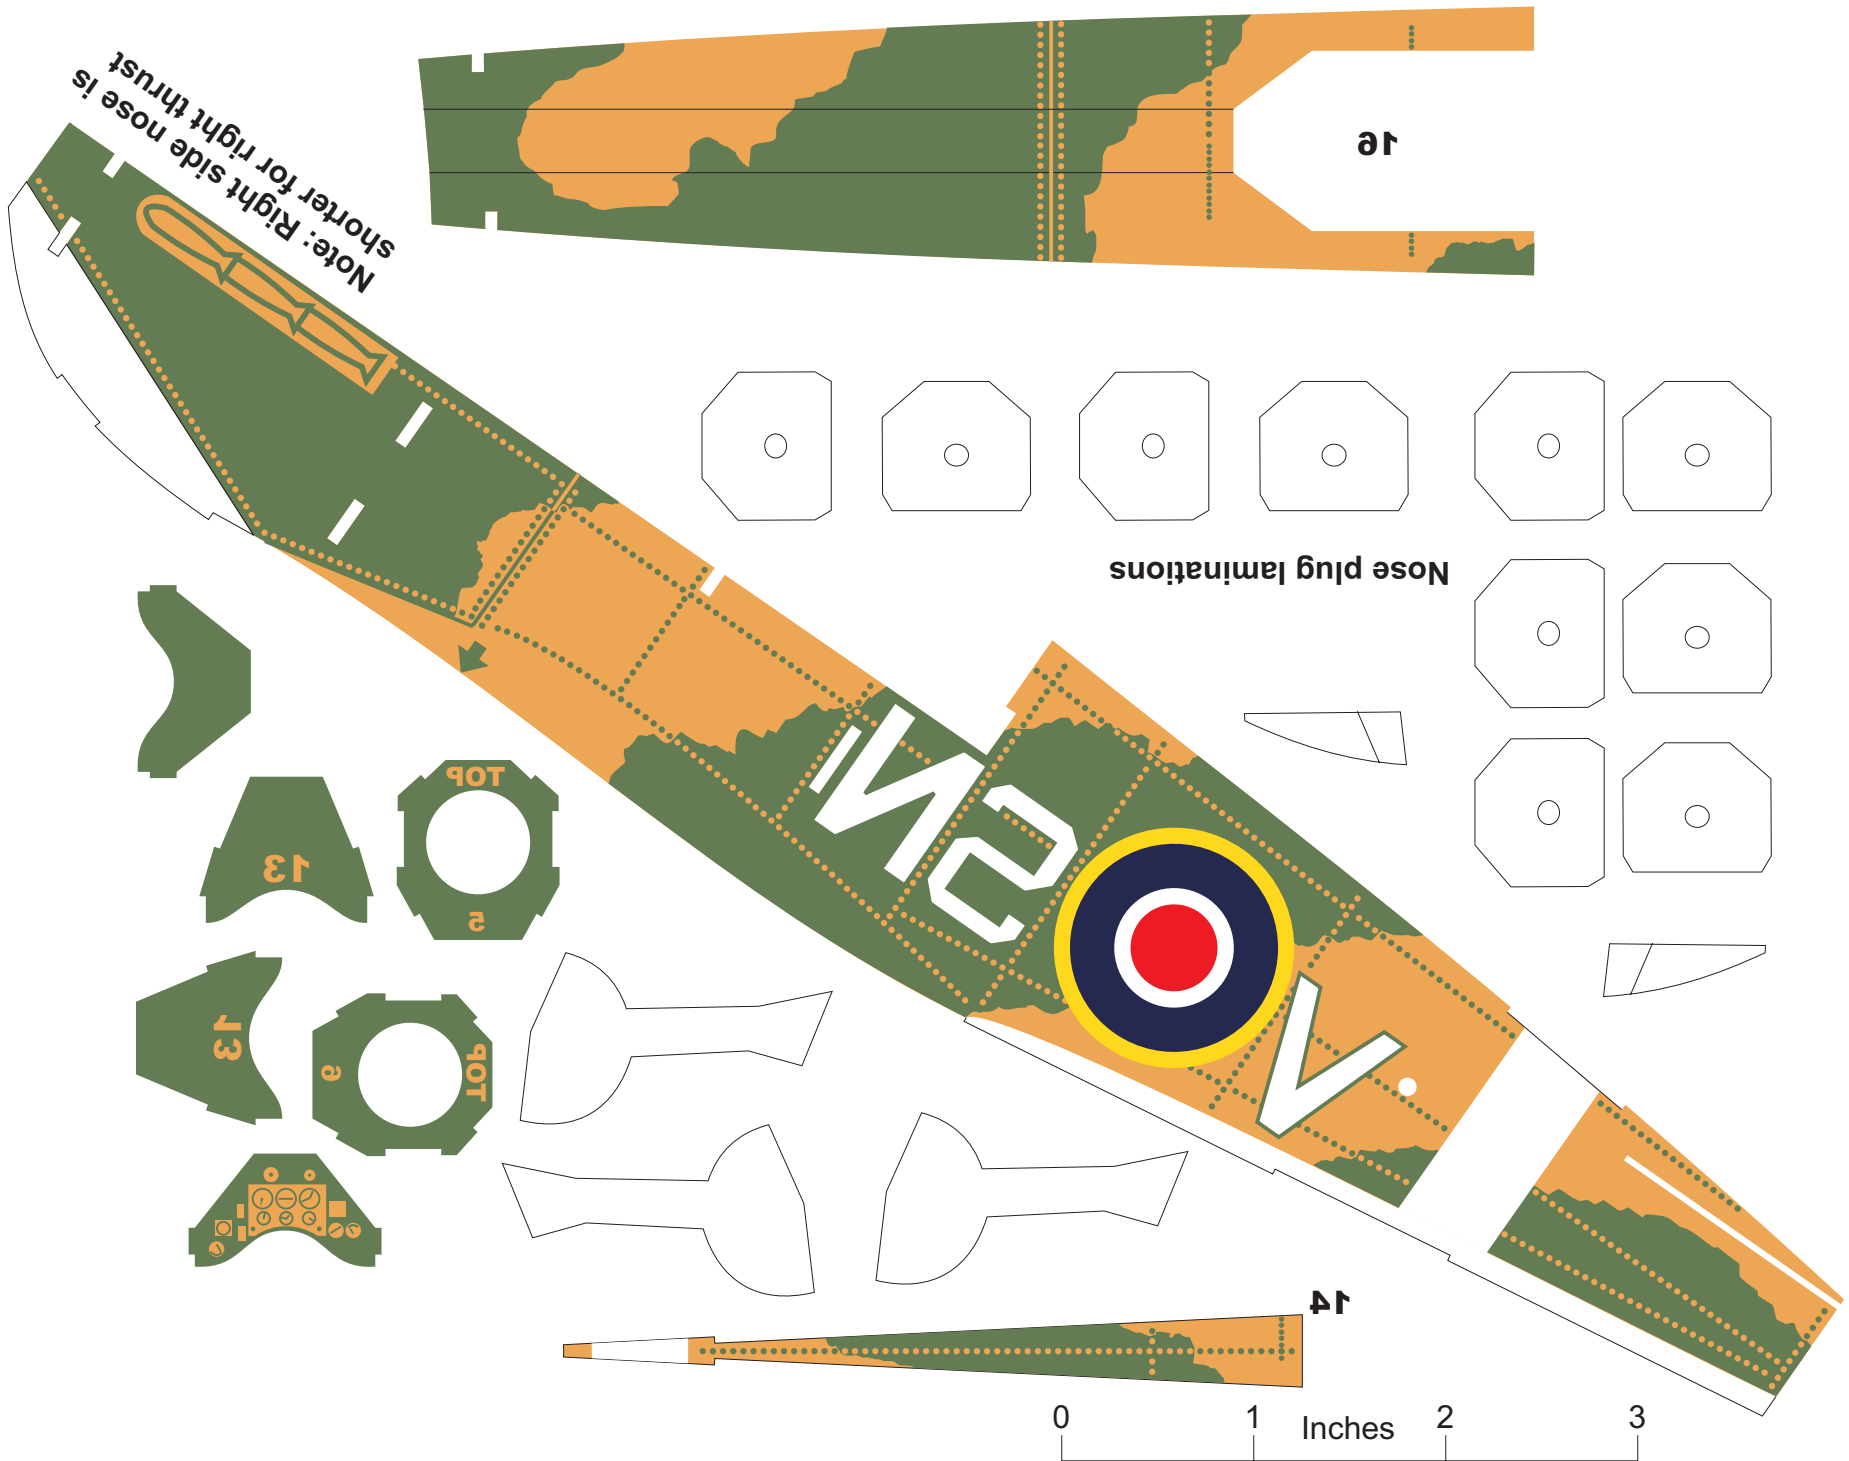 16
Note: Right side nose is
shorter for right thrust
Nose plug laminations
SN
V
TOP
5
13
13
TOP
6
14
0 1 2 3
Inches